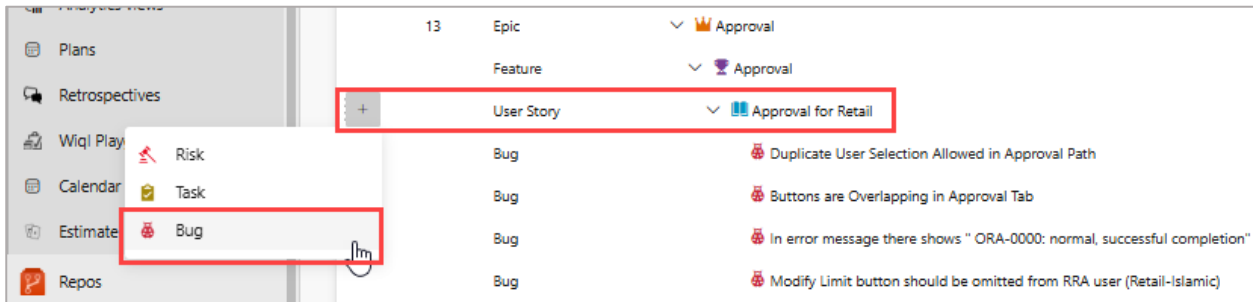 Analytics views
Plans
Retrospectives
Wiql Play
Calendar
Estimate
Repos
Risk
Task
Bug
13 Epic Approval
Feature Approval
+ User Story Approval for Retail
Bug Duplicate User Selection Allowed in Approval Path
Bug Buttons are Overlapping in Approval Tab
Bug In error message there shows " ORA-0000: normal, successful completion"
Bug Modify Limit button should be omitted from RRA user (Retail-Islamic)